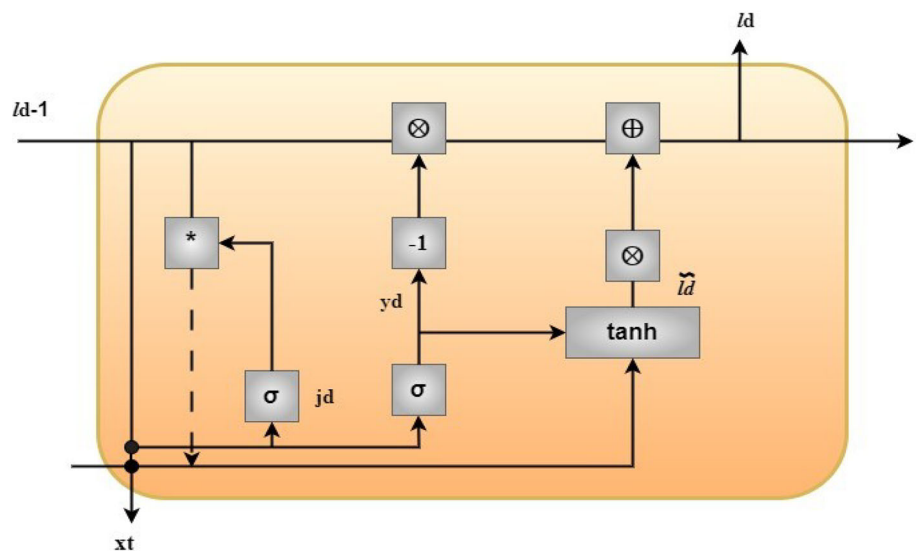 ld
ld-1
⊗
⊕
*
-1
⊗
yd
l͂d
tanh
σ
jd
σ
xt